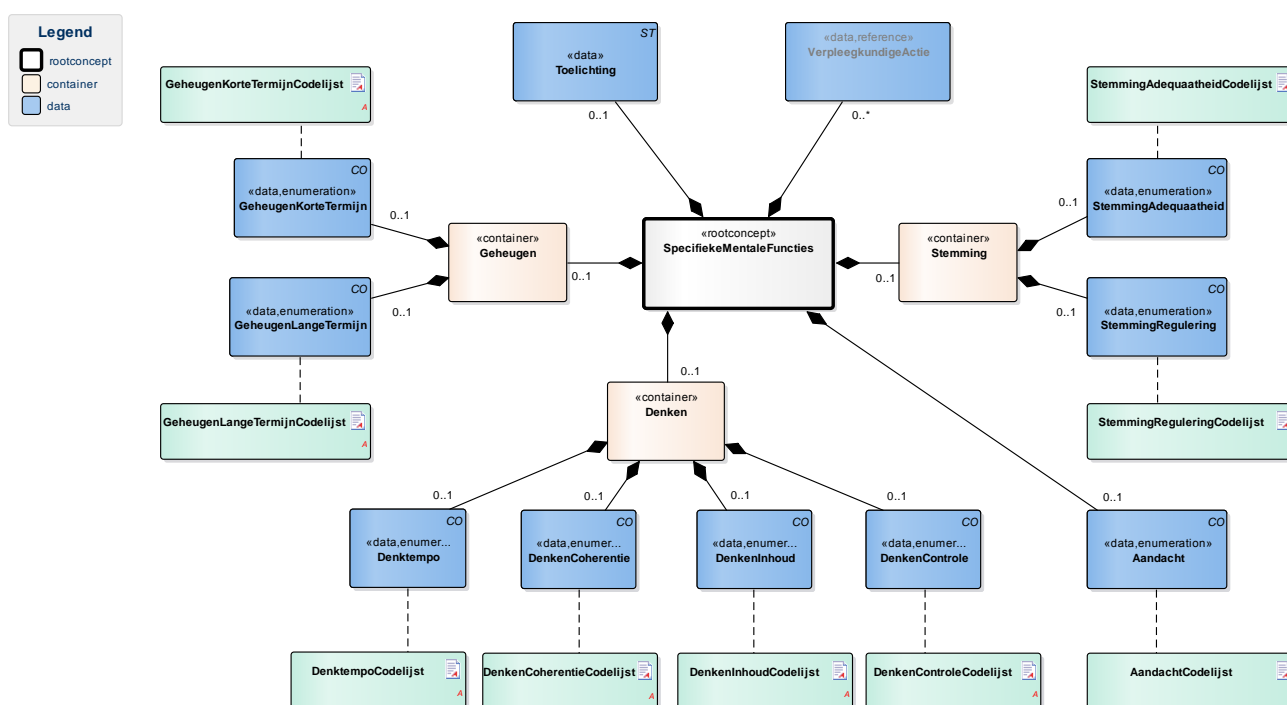 Legend
rootconcept
container
data
ST
«data»
Toelichting
0..1
«data,reference»
VerpleegkundigeActie
0..*
GeheugenKorteTermijnCodelijst
A
CO
«data,enumeration»
GeheugenKorteTermijn
0..1
«container»
Geheugen
0..1
CO
«data,enumeration»
GeheugenLangeTermijn
0..1
GeheugenLangeTermijnCodelijst
A
«rootconcept»
SpecifiekeMentaleFuncties
StemmingAdequaatheidCodelijst
CO
«data,enumeration»
StemmingAdequaatheid
0..1
«container»
Stemming
0..1
CO
«data,enumeration»
StemmingRegulering
0..1
StemmingReguleringCodelijst
0..1
«container»
Denken
0..1
CO
«data,enumer...
Denktempo
0..1
CO
«data,enumer...
DenkenCoherentie
0..1
CO
«data,enumer...
DenkenInhoud
0..1
CO
«data,enumer...
DenkenControle
0..1
CO
«data,enumeration»
Aandacht
DenktempoCodelijst
A
DenkenCoherentieCodelijst
A
DenkenInhoudCodelijst
A
DenkenControleCodelijst
A
AandachtCodelijst